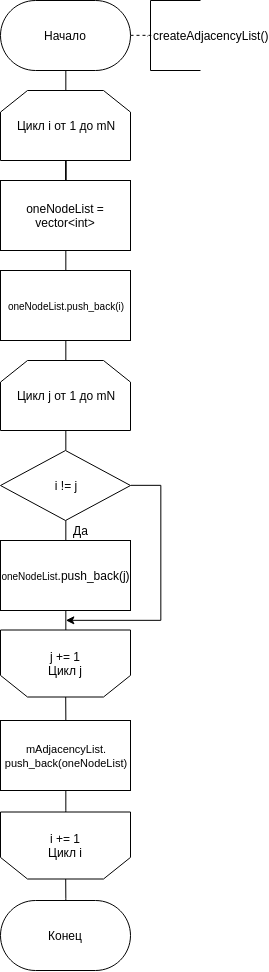 Начало
createAdjacencyList()
Цикл i от 1 до mN
oneNodeList =
vector<int>
oneNodeList.push_back(i)
Цикл j от 1 до mN
i != j
Да
oneNodeList.push_back(j)
j += 1
Цикл j
mAdjacencyList.
push_back(oneNodeList)
i += 1
Цикл i
Конец